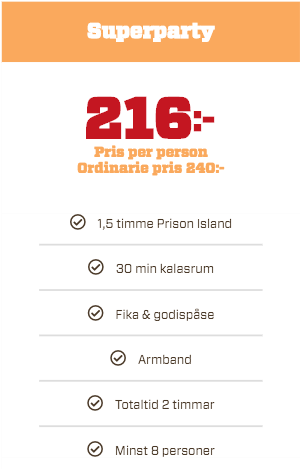 Superparty
216:-
Pris per person
Ordinarie pris 240:-
1,5 timme Prison Island
30 min kalasrum
Fika & godispåse
Armband
Totaltid 2 timmar
Minst 8 personer